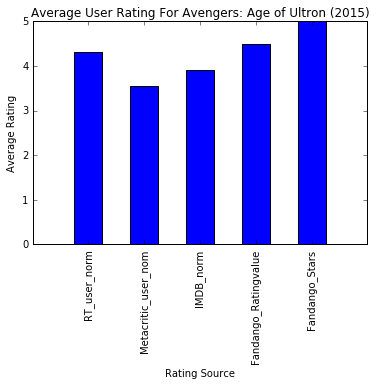 Average User Rating For Avengers: Age of Ultron (2015)
5
4
3
2
1
0
Average Rating
RT_user_norm
Metacritic_user_nom
IMDB_norm
Fandango_Ratingvalue
Fandango_Stars
Rating Source